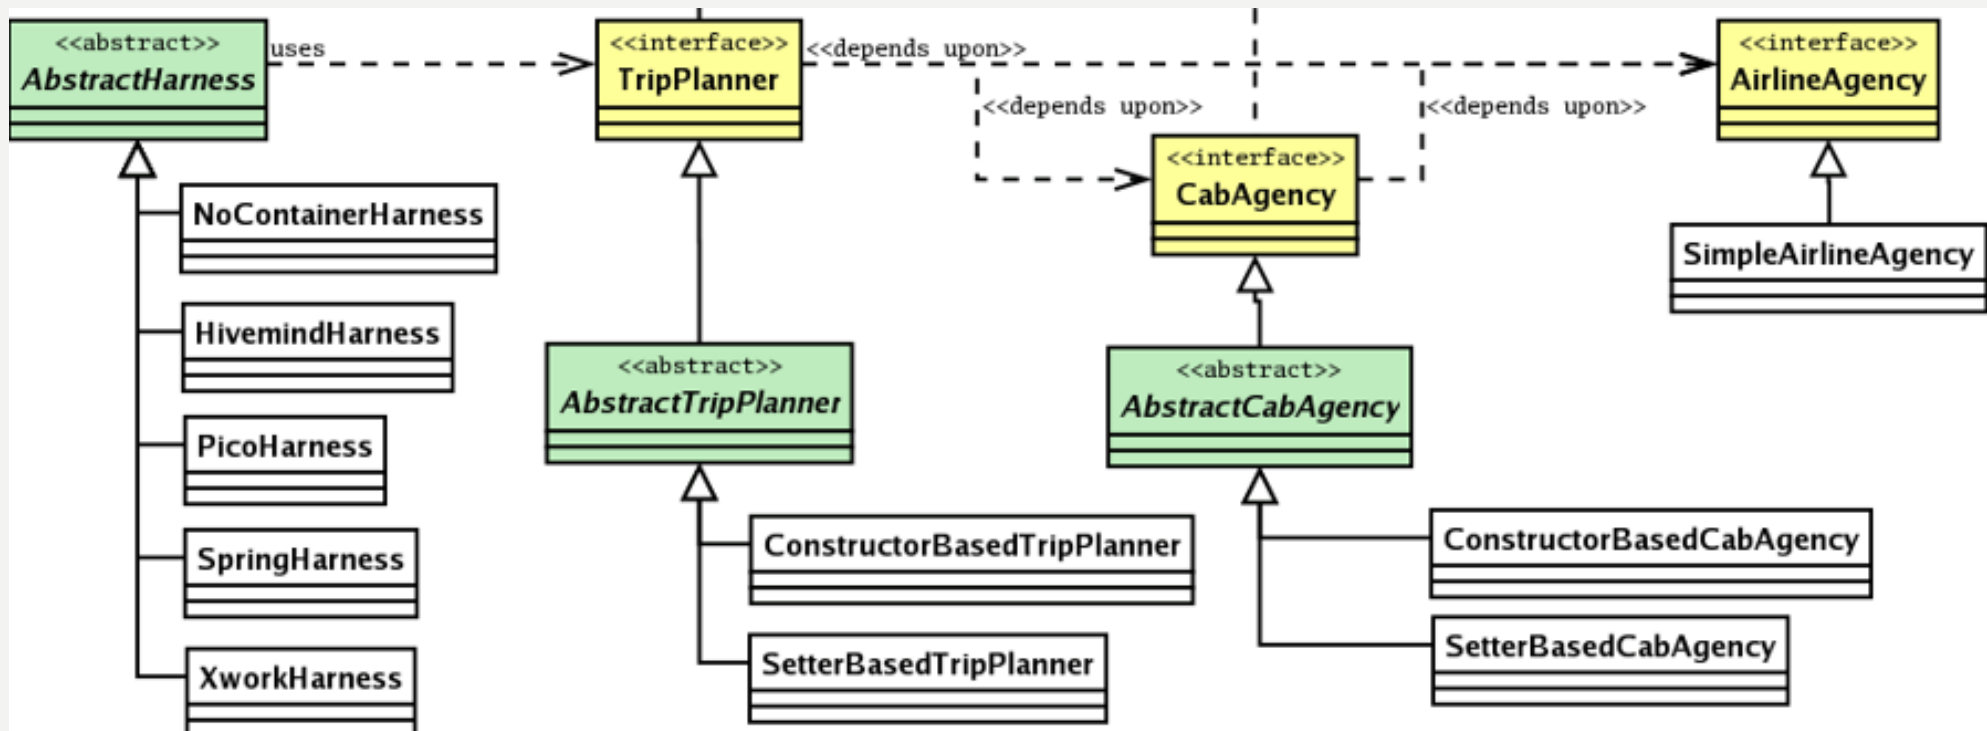 <<abstract>>
AbstractHarness
uses
<<interface>>
TripPlanner
<<depends upon>>
<<depends upon>>
<<interface>>
CabAgency
<<depends upon>>
<<interface>>
AirlineAgency
NoContainerHarness
HivemindHarness
PicoHarness
SpringHarness
XworkHarness
<<abstract>>
AbstractTripPlanner
ConstructorBasedTripPlanner
SetterBasedTripPlanner
<<abstract>>
AbstractCabAgency
ConstructorBasedCabAgency
SetterBasedCabAgency
SimpleAirlineAgency